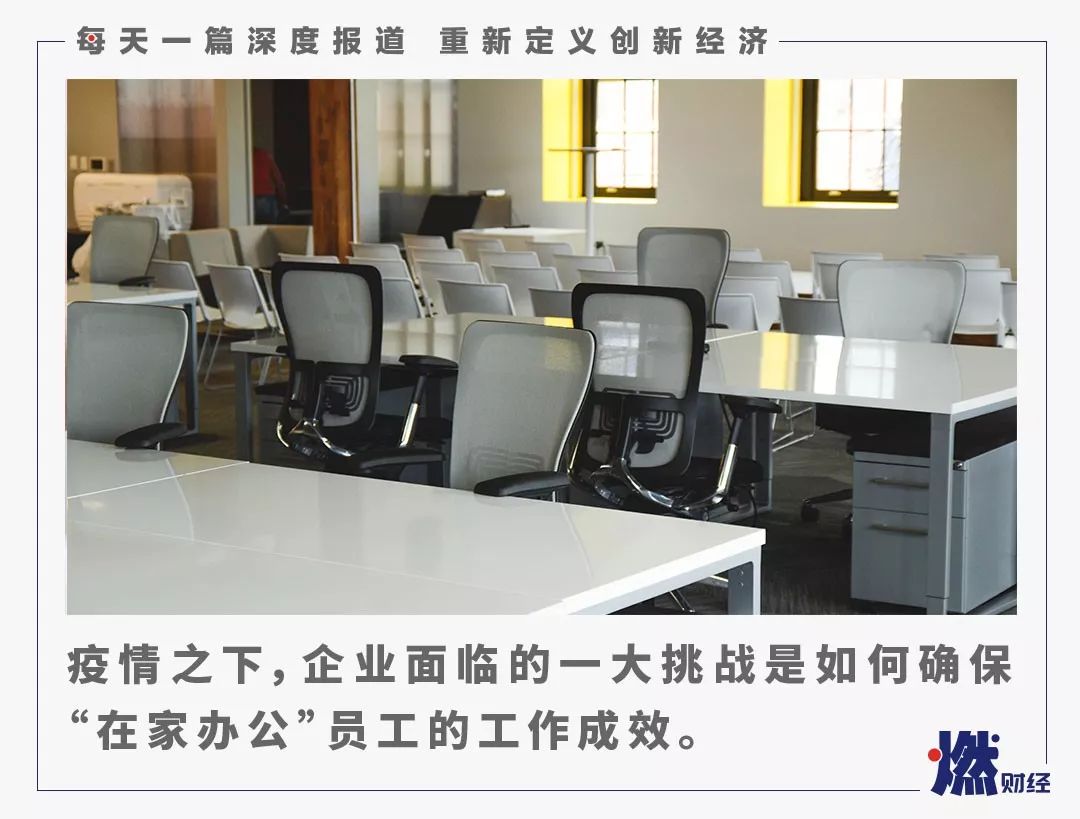 每天一篇深度报道 重新定义创新经济
疫情之下,企业面临的一大挑战是如何确保
“在家办公”员工的工作成效。
燃财经